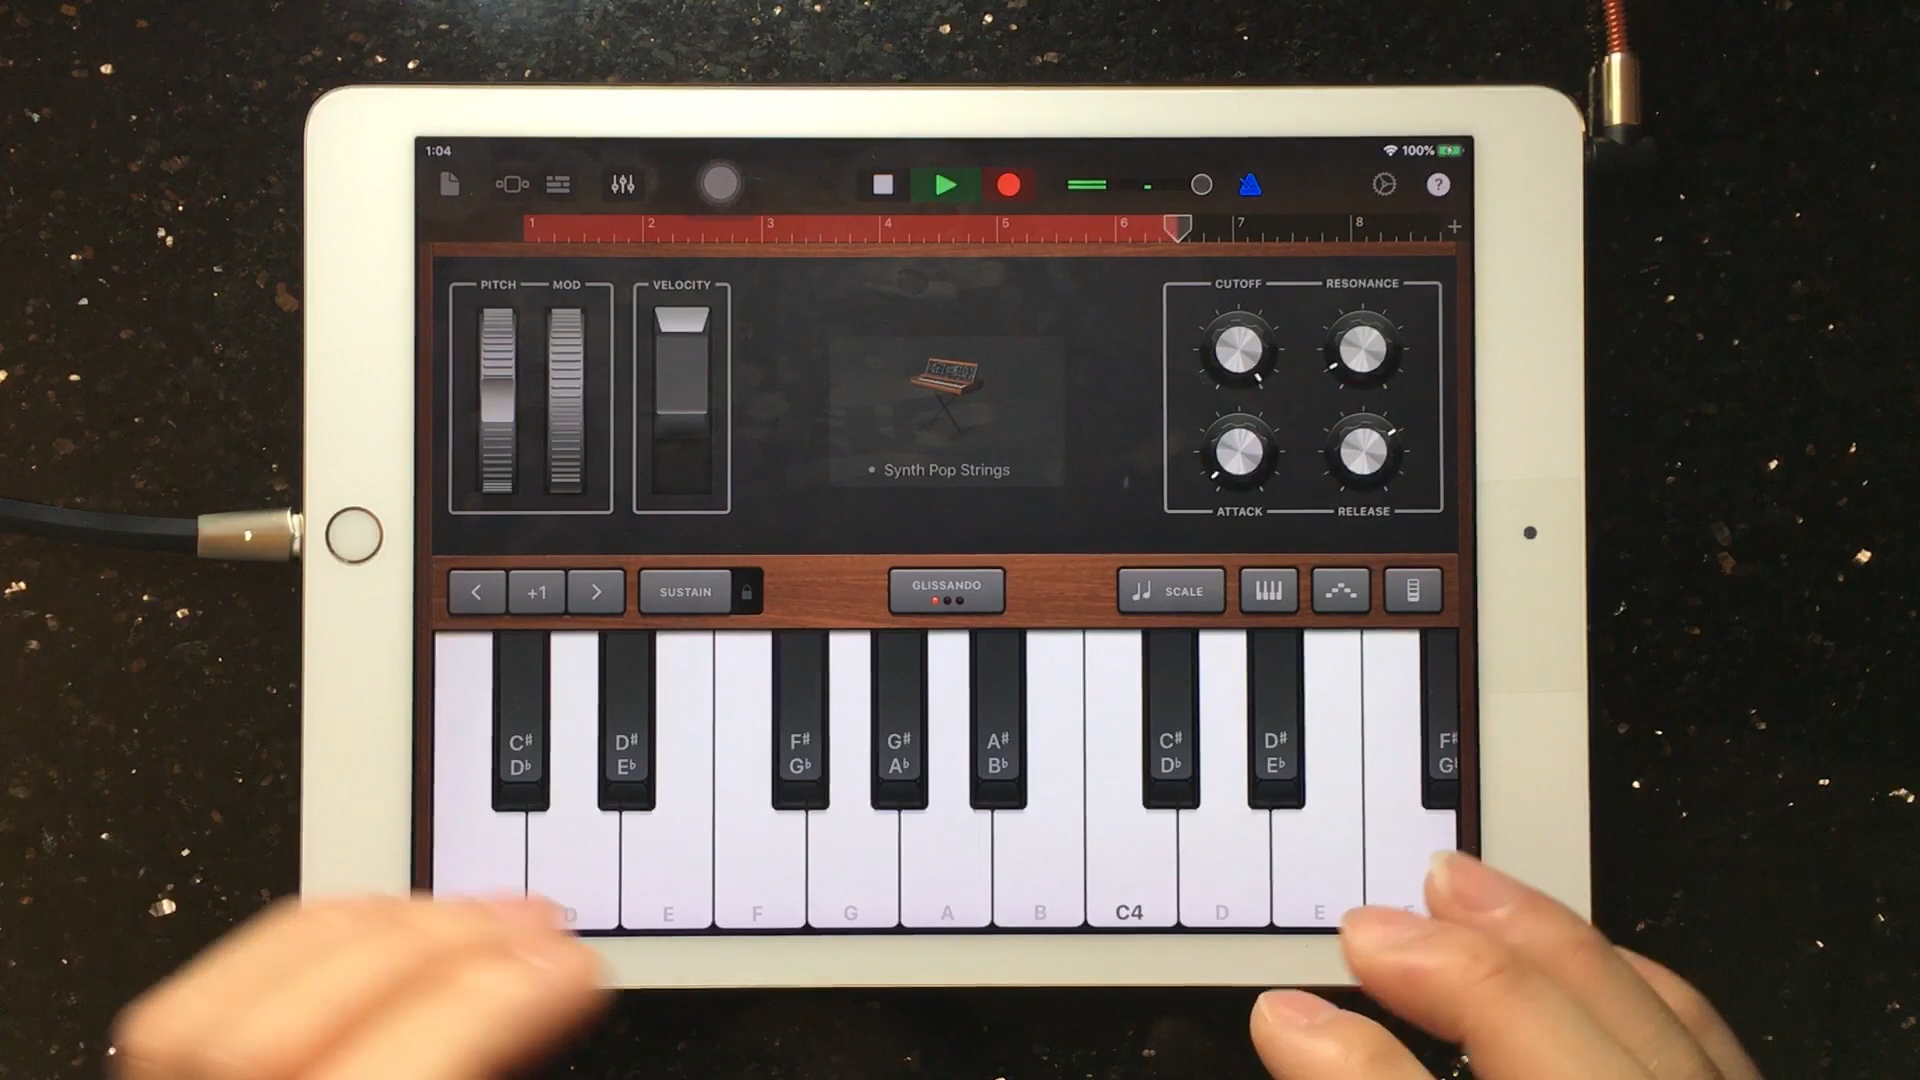 1:04
100%
?
1 2 3 4 5 6 7 8 +
PITCH MOD
VELOCITY
CUTOFF RESONANCE
• Synth Pop Strings
ATTACK RELEASE
< +1 >
SUSTAIN
GLISSANDO
SCALE
C♯ D♯ F♯ G♯ A♯ C♯ D♯ F♯
D♭ E♭ G♭ A♭ B♭ D♭ E♭ G♭
D E F G A B C4 D E F